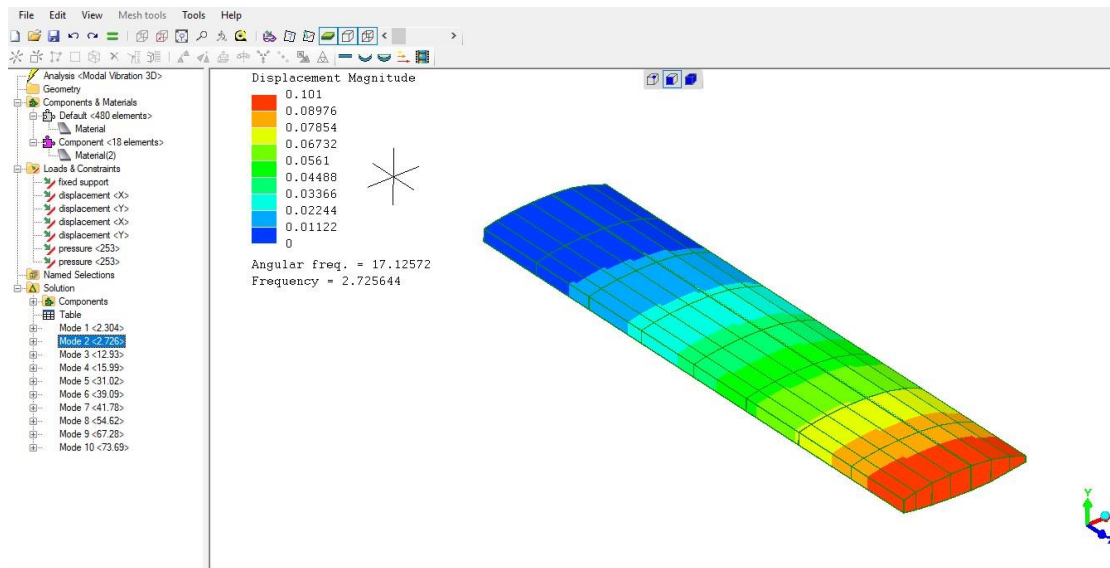 File Edit View Mesh tools Tools Help
Analysis <Modal Vibration 3D>
Geometry
Components & Materials
Default <480 elements>
Material
Component <18 elements>
Material(2)
Loads & Constraints
fixed support
displacement <X>
displacement <Y>
displacement <X>
displacement <Y>
pressure <253>
pressure <253>
Named Selections
Solution
Components
Table
Mode 1 <2.304>
Mode 2 <2.726>
Mode 3 <12.93>
Mode 4 <15.99>
Mode 5 <31.02>
Mode 6 <39.09>
Mode 7 <41.78>
Mode 8 <54.62>
Mode 9 <67.28>
Mode 10 <73.69>
Displacement Magnitude
0.101
0.08976
0.07854
0.06732
0.0561
0.04488
0.03366
0.02244
0.01122
0
Angular freq. = 17.12572
Frequency = 2.725644
Y